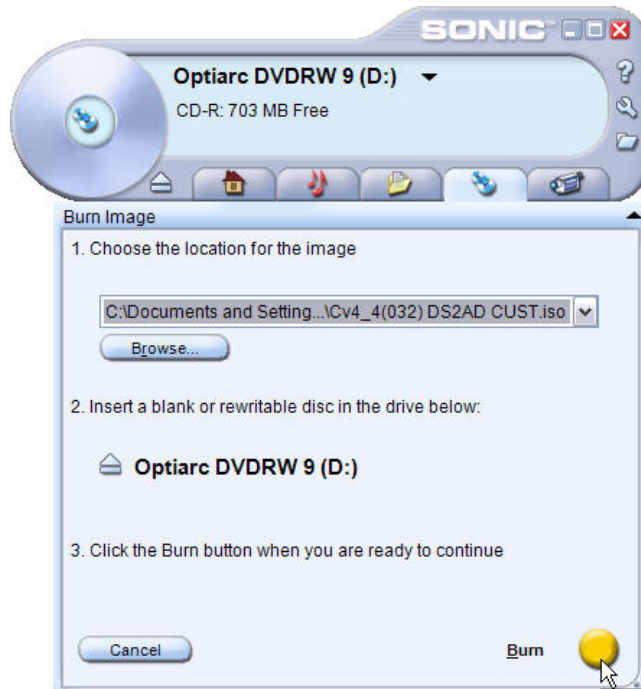 SONIC
Optiarc DVDRW 9 (D:)
CD-R: 703 MB Free
Burn Image
1. Choose the location for the image
C:\Documents and Setting...\Cv4_4(032) DS2AD CUST.iso
Browse...
2. Insert a blank or rewritable disc in the drive below:
Optiarc DVDRW 9 (D:)
3. Click the Burn button when you are ready to continue
Cancel
Burn